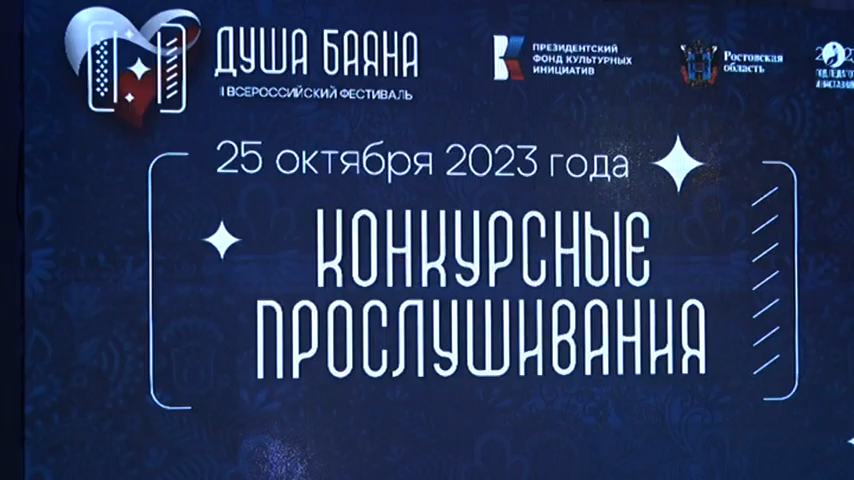 ДУША БАЯНА
I ВСЕРОССИЙСКИЙ ФЕСТИВАЛЬ
ПРЕЗИДЕНТСКИЙ
ФОНД КУЛЬТУРНЫХ
ИНИЦИАТИВ
Ростовская
область
25 октября 2023 года
КОНКУРСНЫЕ
ПРОСЛУШИВАНИЯ